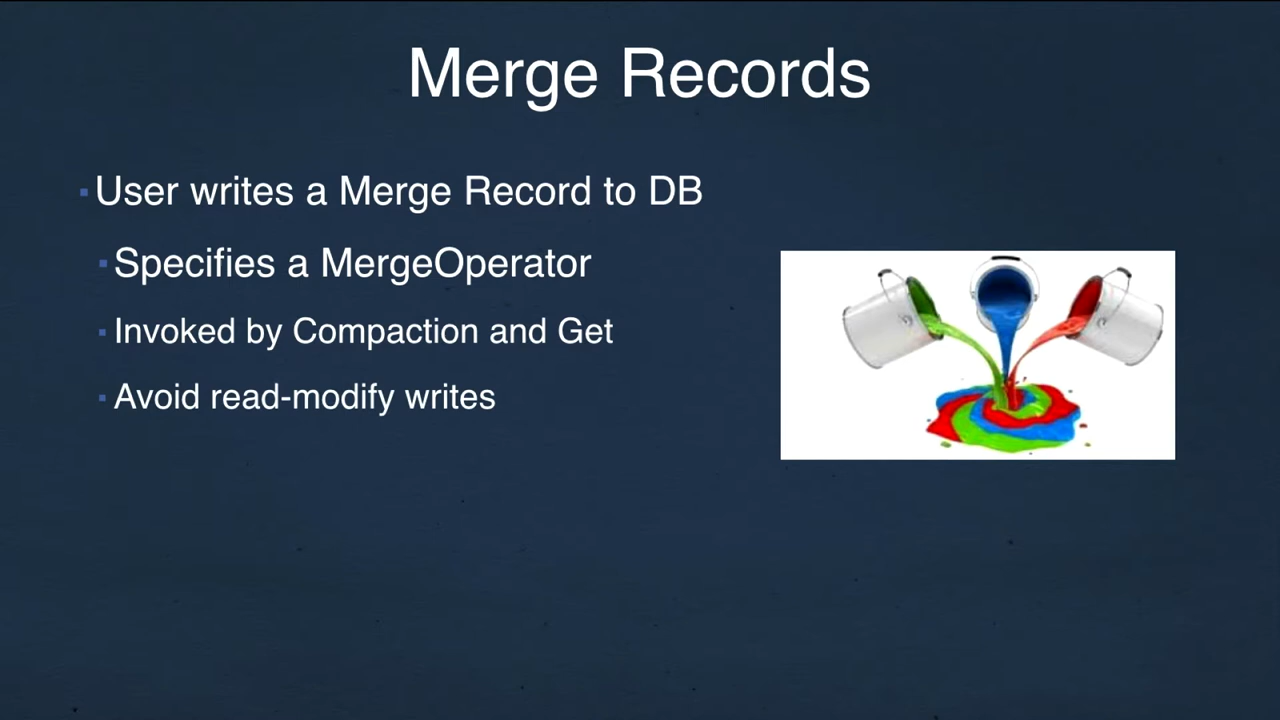 Merge Records
User writes a Merge Record to DB
Specifies a MergeOperator
Invoked by Compaction and Get
Avoid read-modify writes